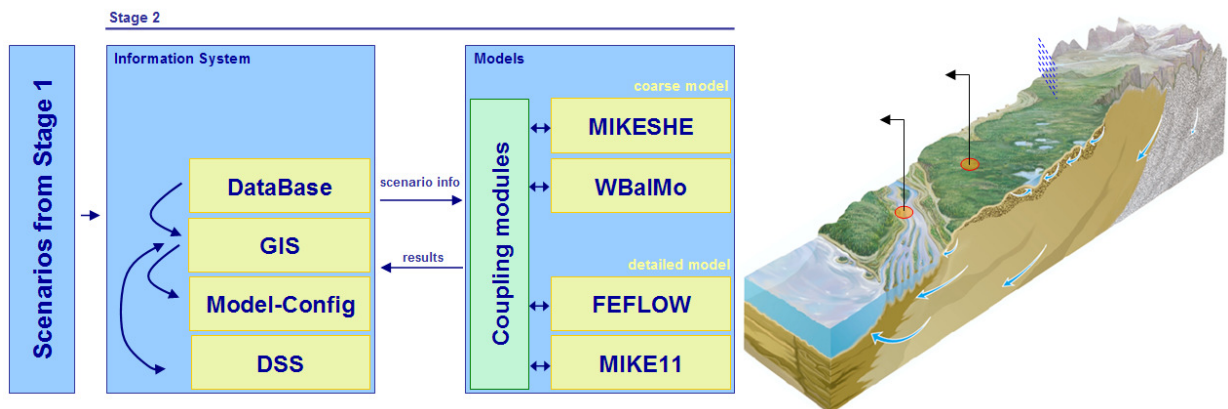 Stage 2
Scenarios from Stage 1
Information System
DataBase
GIS
Model-Config
DSS
scenario info
results
Models
Coupling modules
coarse model
MIKESHE
WBalMo
detailed model
FEFLOW
MIKE11